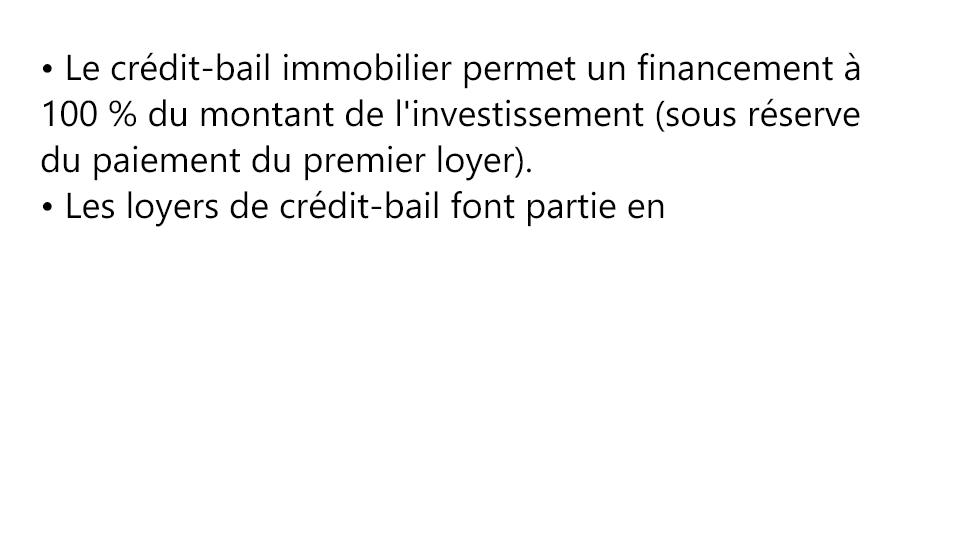 • Le crédit-bail immobilier permet un financement à
100 % du montant de l'investissement (sous réserve
du paiement du premier loyer).
• Les loyers de crédit-bail font partie en